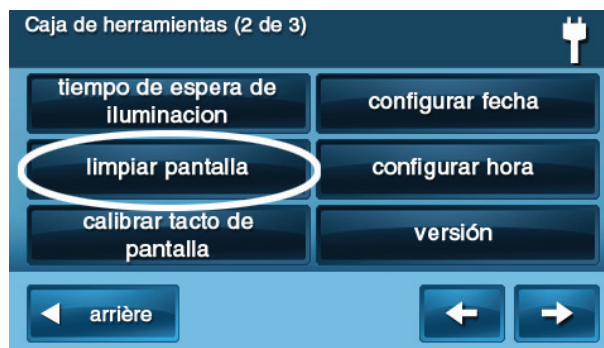 Caja de herramientas (2 de 3)
tiempo de espera de
iluminacion
configurar fecha
limpiar pantalla
configurar hora
calibrar tacto de
pantalla
versión
arrière